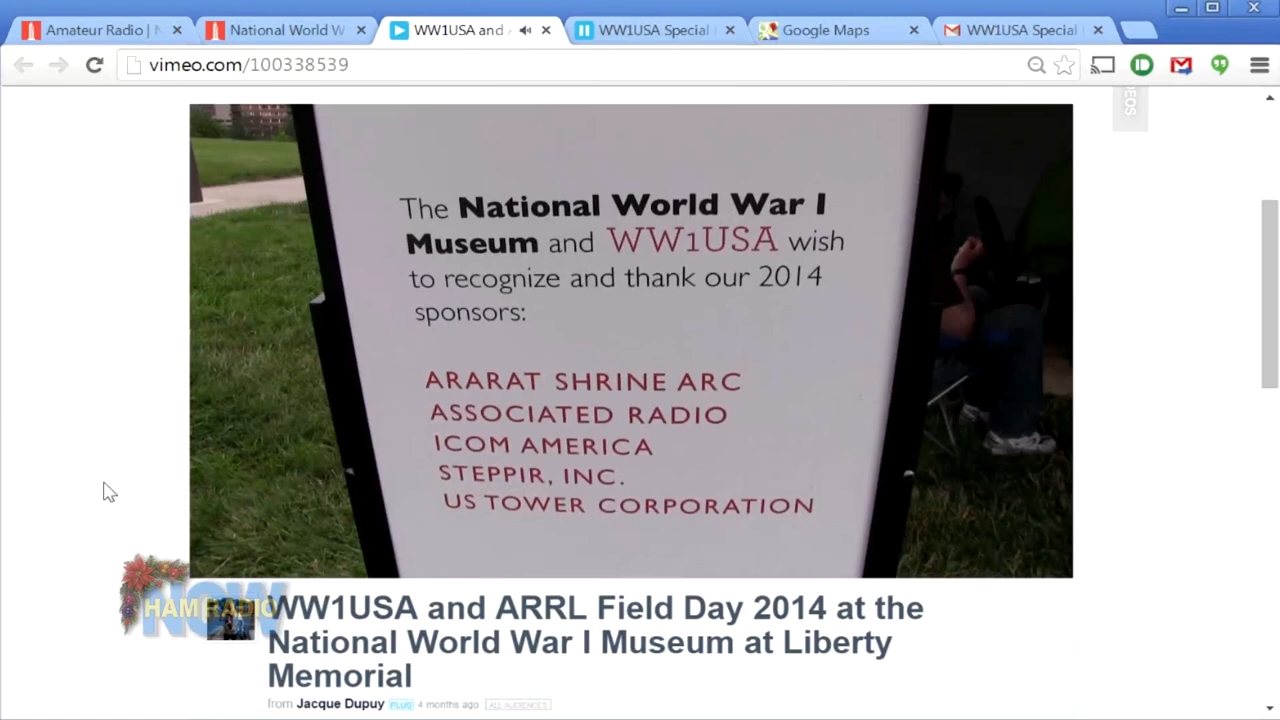 Amateur Radio | N
National World W
WW1USA and A
WW1USA Special
Google Maps
WW1USA Special
vimeo.com/100338539
The National World War I
Museum and WW1USA wish
to recognize and thank our 2014
sponsors:
ARARAT SHRINE ARC
ASSOCIATED RADIO
ICOM AMERICA
STEPPIR, INC.
US TOWER CORPORATION
NOW
HAM RADIO
WW1USA and ARRL Field Day 2014 at the
National World War I Museum at Liberty
Memorial
from Jacque Dupuy PLUS 4 months ago ALL AUDIENCES